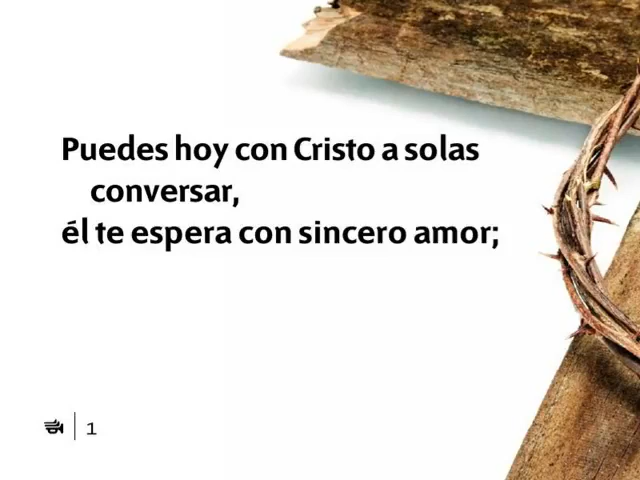 Puedes hoy con Cristo a solas
conversar,
él te espera con sincero amor;
1